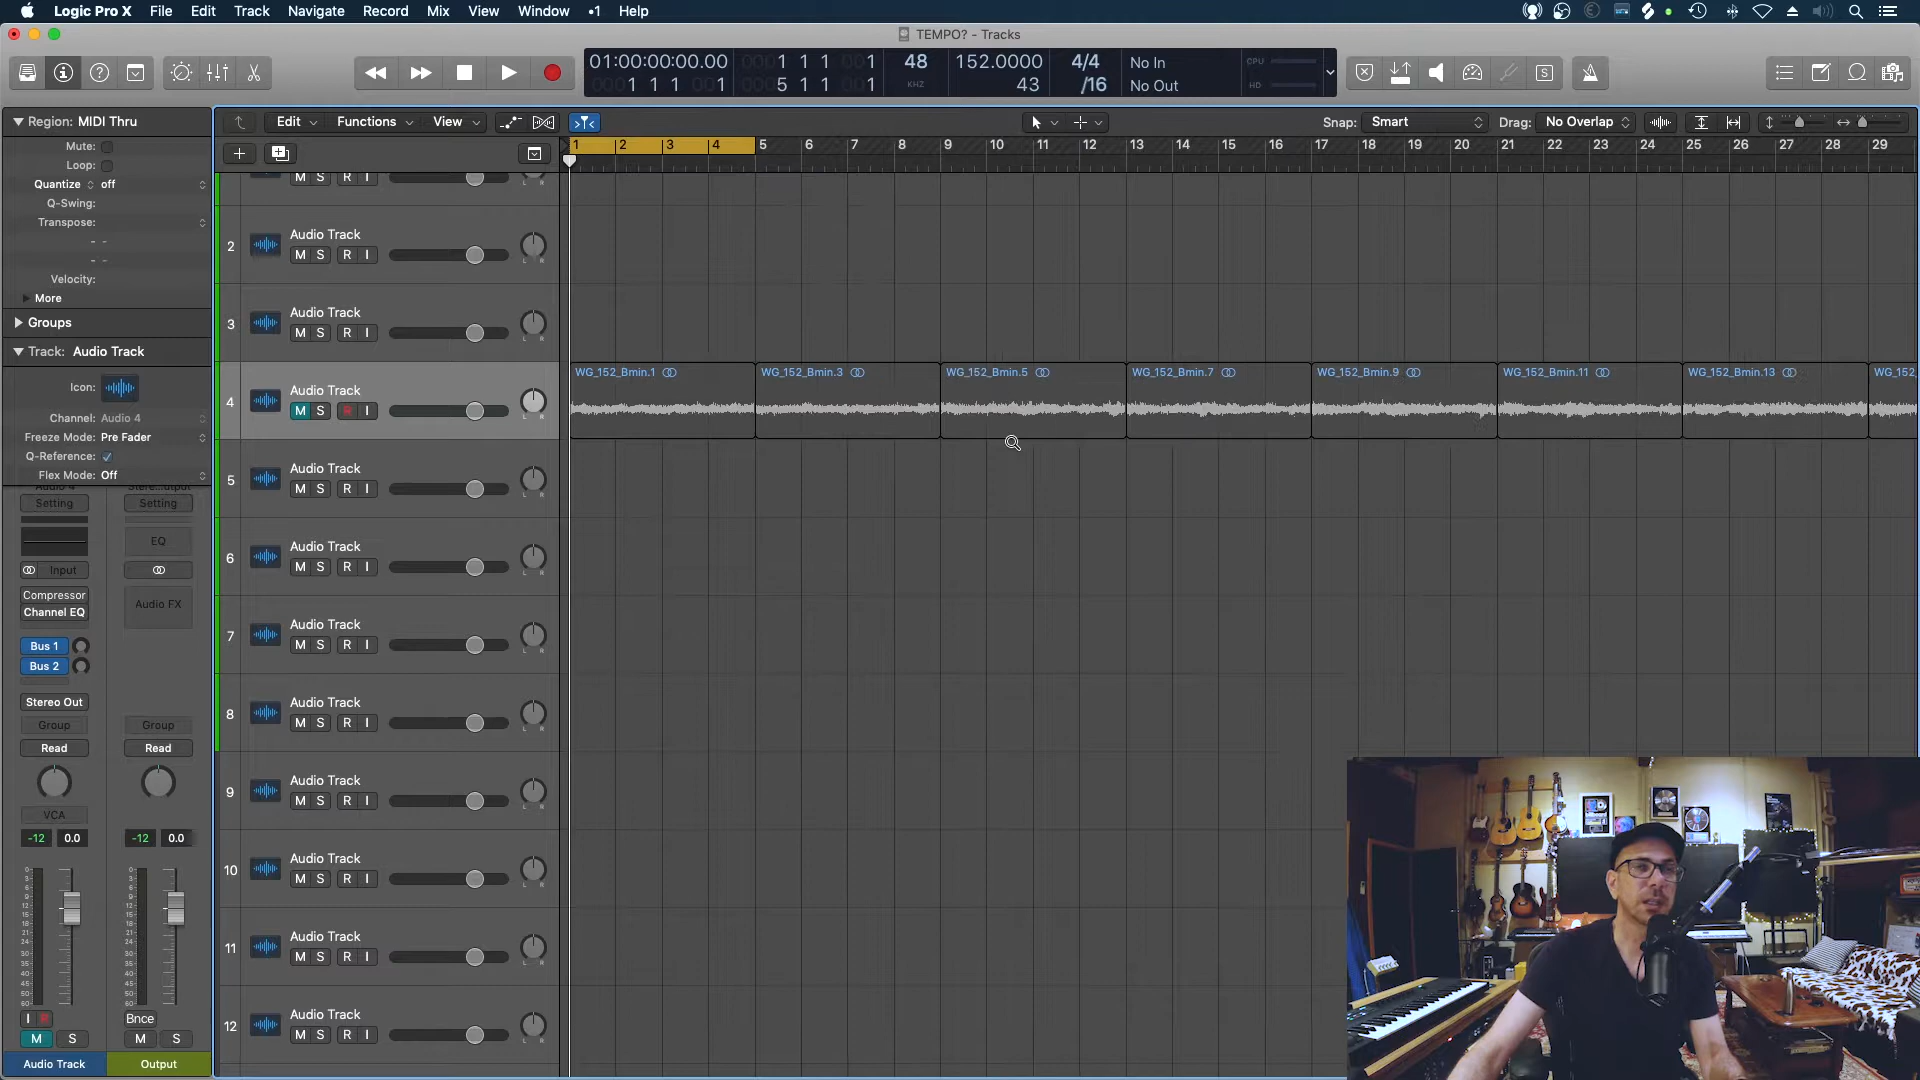 Logic Pro X File Edit Track Navigate Record Mix View Window •1 Help
TEMPO? - Tracks
01:00:00:00.00
1 1 1 001
1 1 1 1
5 1 1 1
48
KHZ
152.0000
43
4/4
/16
No In
No Out
CPU
HD
Region: MIDI Thru
Mute:
Loop:
Quantize off
Q-Swing:
Transpose:
Velocity:
More
Groups
Track: Audio Track
Icon:
Channel: Audio 4
Freeze Mode: Pre Fader
Q-Reference:
Flex Mode: Off
Edit Functions View
Snap: Smart
Drag: No Overlap
1 2 3 4 5 6 7 8 9 10 11 12 13 14 15 16 17 18 19 20 21 22 23 24 25 26 27 28 29
M S R I
2 Audio Track
M S R I
3 Audio Track
M S R I
4 Audio Track
M S R I
WG_152_Bmin.1 WG_152_Bmin.3 WG_152_Bmin.5 WG_152_Bmin.7 WG_152_Bmin.9 WG_152_Bmin.11 WG_152_Bmin.13 WG_152_
5 Audio Track
M S R I
6 Audio Track
M S R I
7 Audio Track
M S R I
8 Audio Track
M S R I
9 Audio Track
M S R I
10 Audio Track
M S R I
11 Audio Track
M S R I
12 Audio Track
M S R I
Setting Setting
EQ
Input
Compressor
Channel EQ
Audio FX
Bus 1
Bus 2
Stereo Out
Group Group
Read Read
VCA
-12 0.0 -12 0.0
I R Bnce
M S M S
Audio Track Output